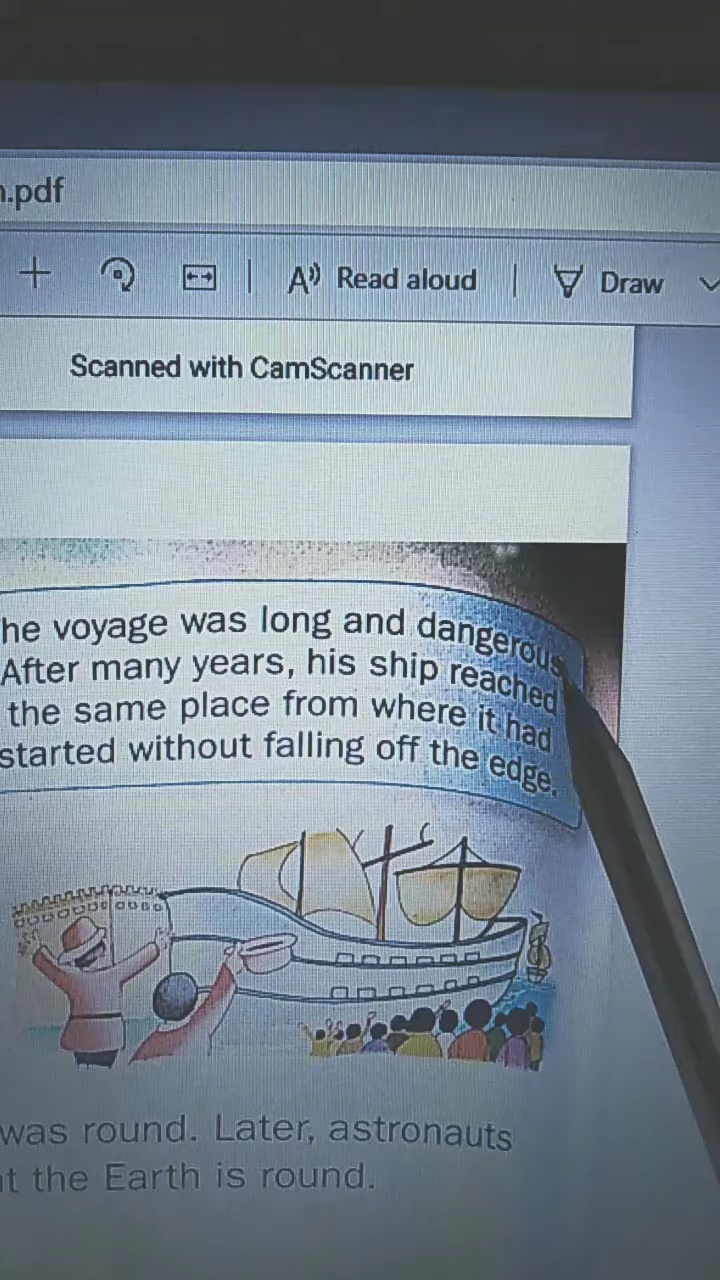 .pdf
A Read aloud
Draw
Scanned with CamScanner
he voyage was long and dangerous
After many years, his ship reached
the same place from where it had
started without falling off the edge.
was round. Later, astronauts
t the Earth is round.